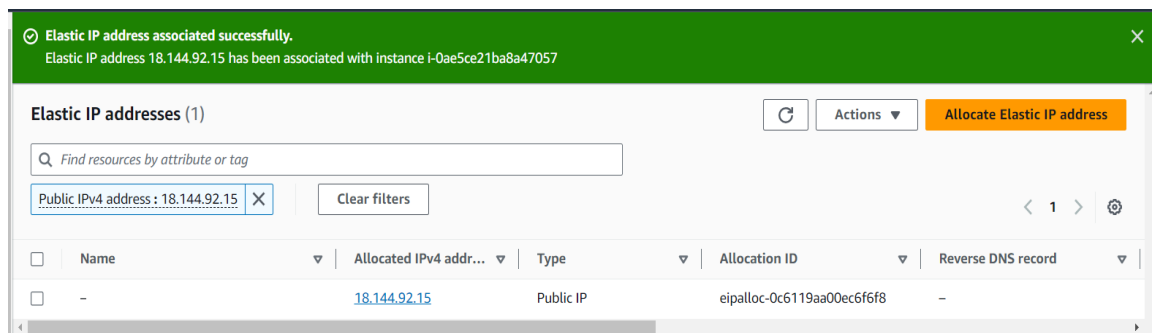 Elastic IP address associated successfully.
Elastic IP address 18.144.92.15 has been associated with instance i-0ae5ce21ba8a47057
Elastic IP addresses (1)
Actions
Allocate Elastic IP address
Find resources by attribute or tag
Public IPv4 address : 18.144.92.15
Clear filters
1
Name Allocated IPv4 addr... Type Allocation ID Reverse DNS record
– 18.144.92.15 Public IP eipalloc-0c6119aa00ec6f6f8 –